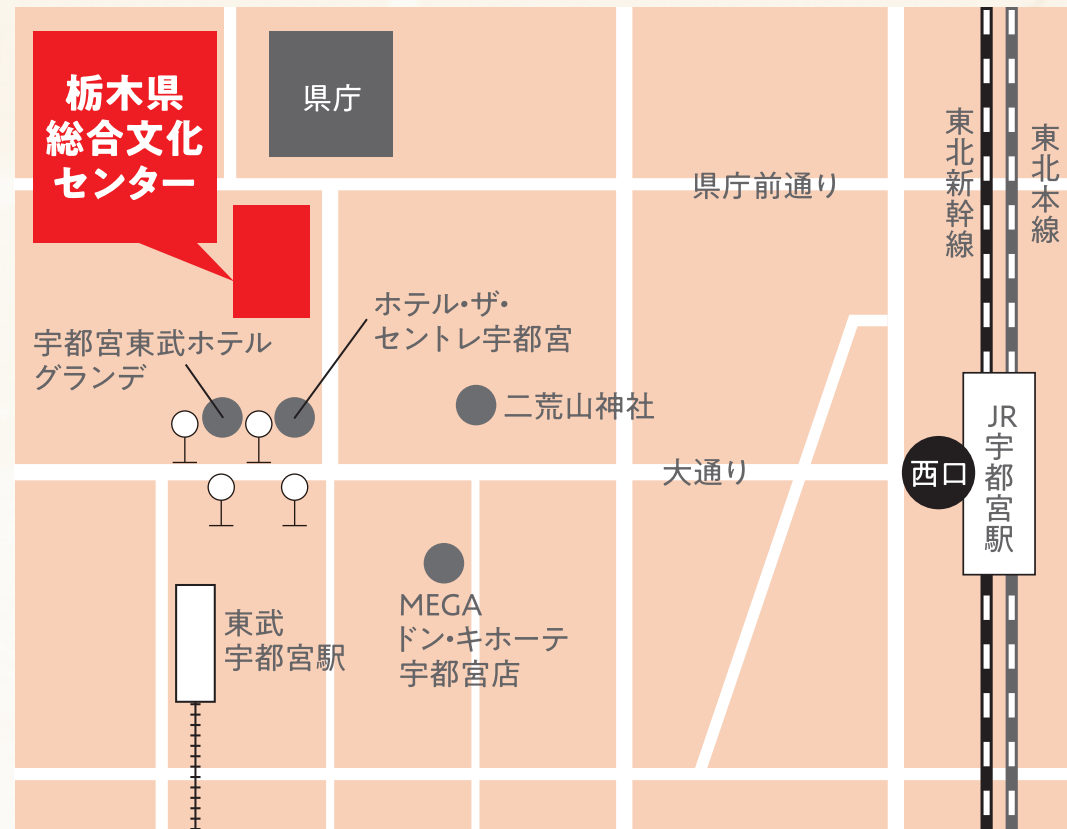 栃木県
総合文化
センター
県庁
県庁前通り
東北新幹線
東北本線
ホテル・ザ・
セントレ宇都宮
宇都宮東武ホテル
グランデ
二荒山神社
大通り
西口
JR宇都宮駅
MEGA
ドン・キホーテ
宇都宮店
東武
宇都宮駅